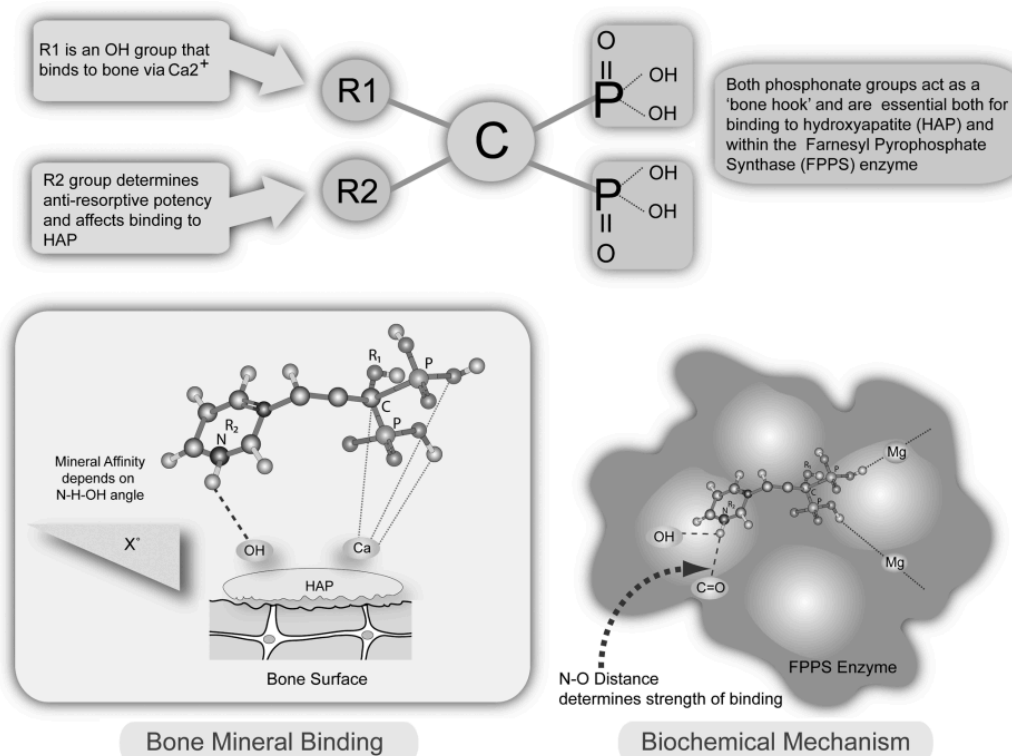 R1 is an OH group that
binds to bone via Ca2+
R1
O
P
OH
OH
C
Both phosphonate groups act as a
'bone hook' and are essential both for
binding to hydroxyapatite (HAP) and
within the Farnesyl Pyrophosphate
Synthase (FPPS) enzyme
R2 group determines
anti-resorptive potency
and affects binding to
HAP
R2
P
OH
OH
O
R1
P
C
P
R2
N
Mineral Affinity
depends on
N-H-OH angle
X°
OH
Ca
HAP
Bone Surface
Bone Mineral Binding
Mg
R1
P
C
P
R2
N
OH
Mg
C=O
FPPS Enzyme
N-O Distance
determines strength of binding
Biochemical Mechanism